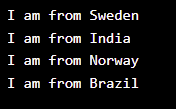 I am from Sweden
I am from India
I am from Norway
I am from Brazil